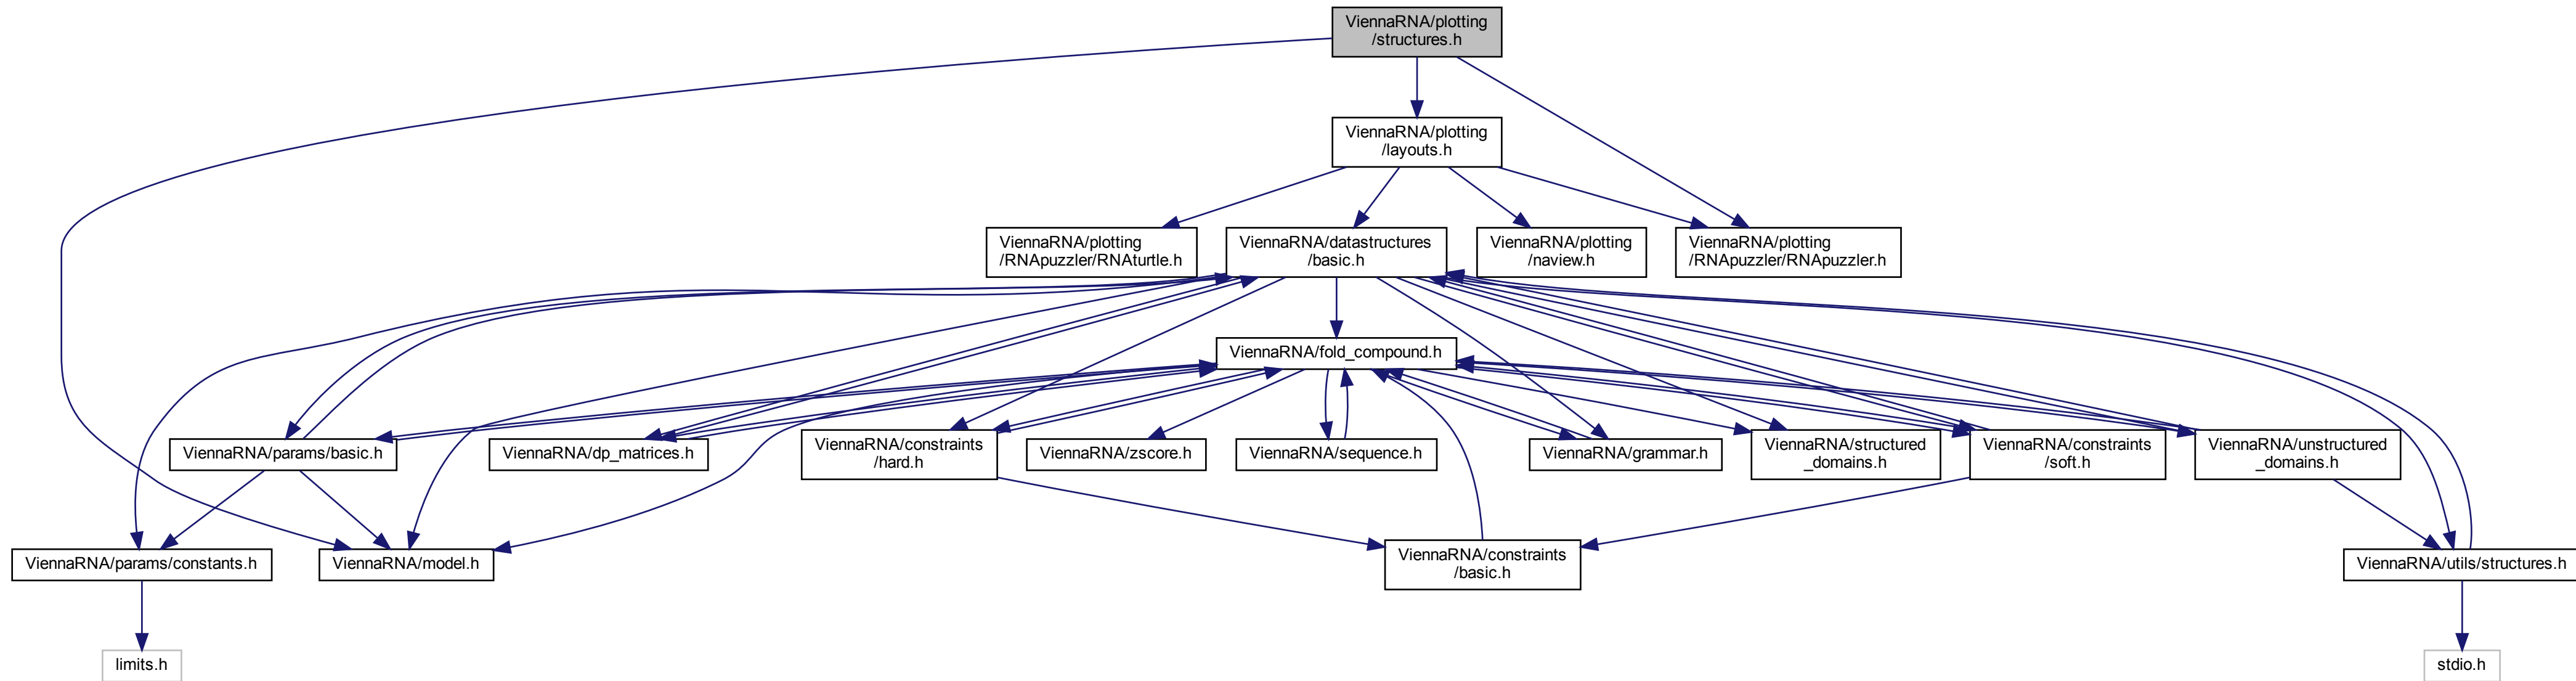 ViennaRNA/plotting
/structures.h
ViennaRNA/plotting
/layouts.h
ViennaRNA/plotting
/RNApuzzler/RNAturtle.h
ViennaRNA/datastructures
/basic.h
ViennaRNA/plotting
/naview.h
ViennaRNA/plotting
/RNApuzzler/RNApuzzler.h
ViennaRNA/fold_compound.h
ViennaRNA/params/basic.h
ViennaRNA/dp_matrices.h
ViennaRNA/constraints
/hard.h
ViennaRNA/zscore.h
ViennaRNA/sequence.h
ViennaRNA/grammar.h
ViennaRNA/structured
_domains.h
ViennaRNA/constraints
/soft.h
ViennaRNA/unstructured
_domains.h
ViennaRNA/params/constants.h
ViennaRNA/model.h
ViennaRNA/constraints
/basic.h
ViennaRNA/utils/structures.h
limits.h
stdio.h